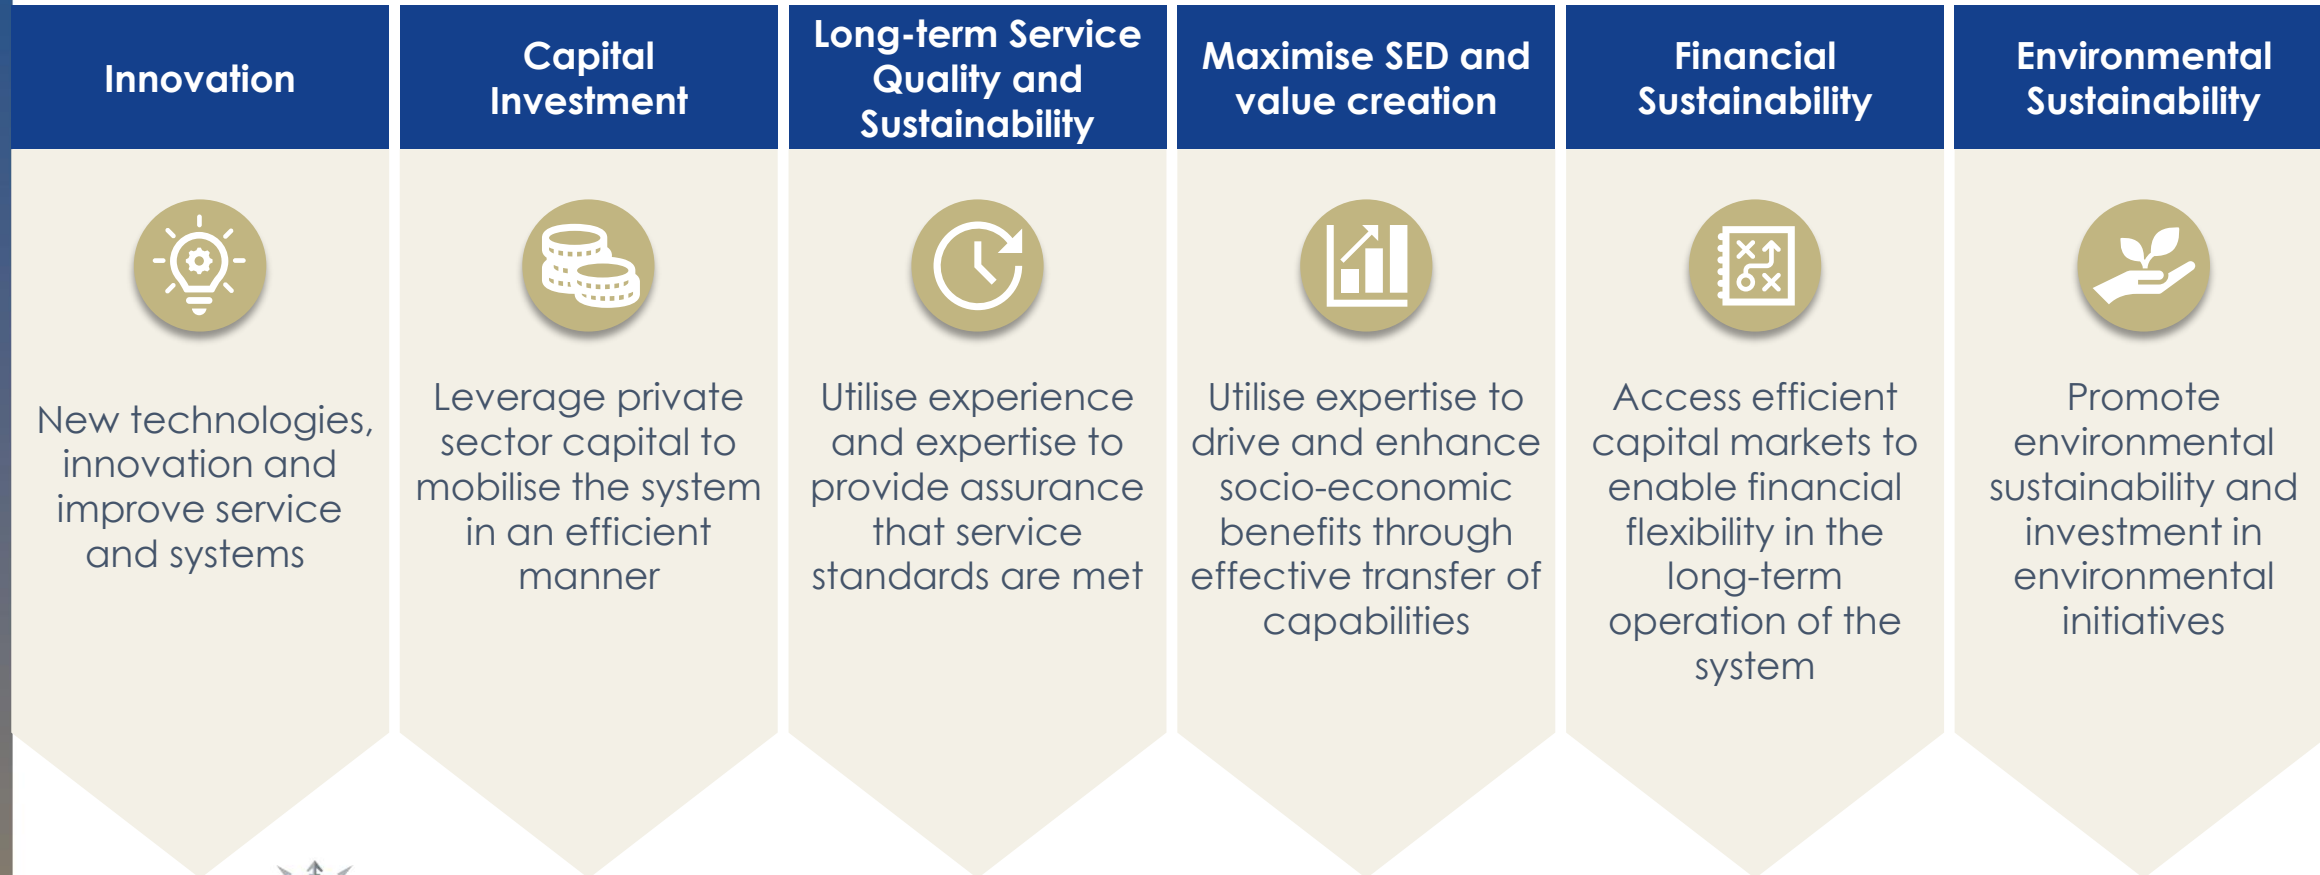 Innovation
New technologies,
innovation and
improve service
and systems
Capital
Investment
Leverage private
sector capital to
mobilise the system
in an efficient
manner
Long-term Service
Quality and
Sustainability
Utilise experience
and expertise to
provide assurance
that service
standards are met
Maximise SED and
value creation
Utilise expertise to
drive and enhance
socio-economic
benefits through
effective transfer of
capabilities
Financial
Sustainability
Access efficient
capital markets to
enable financial
flexibility in the
long-term
operation of the
system
Environmental
Sustainability
Promote
environmental
sustainability and
investment in
environmental
initiatives